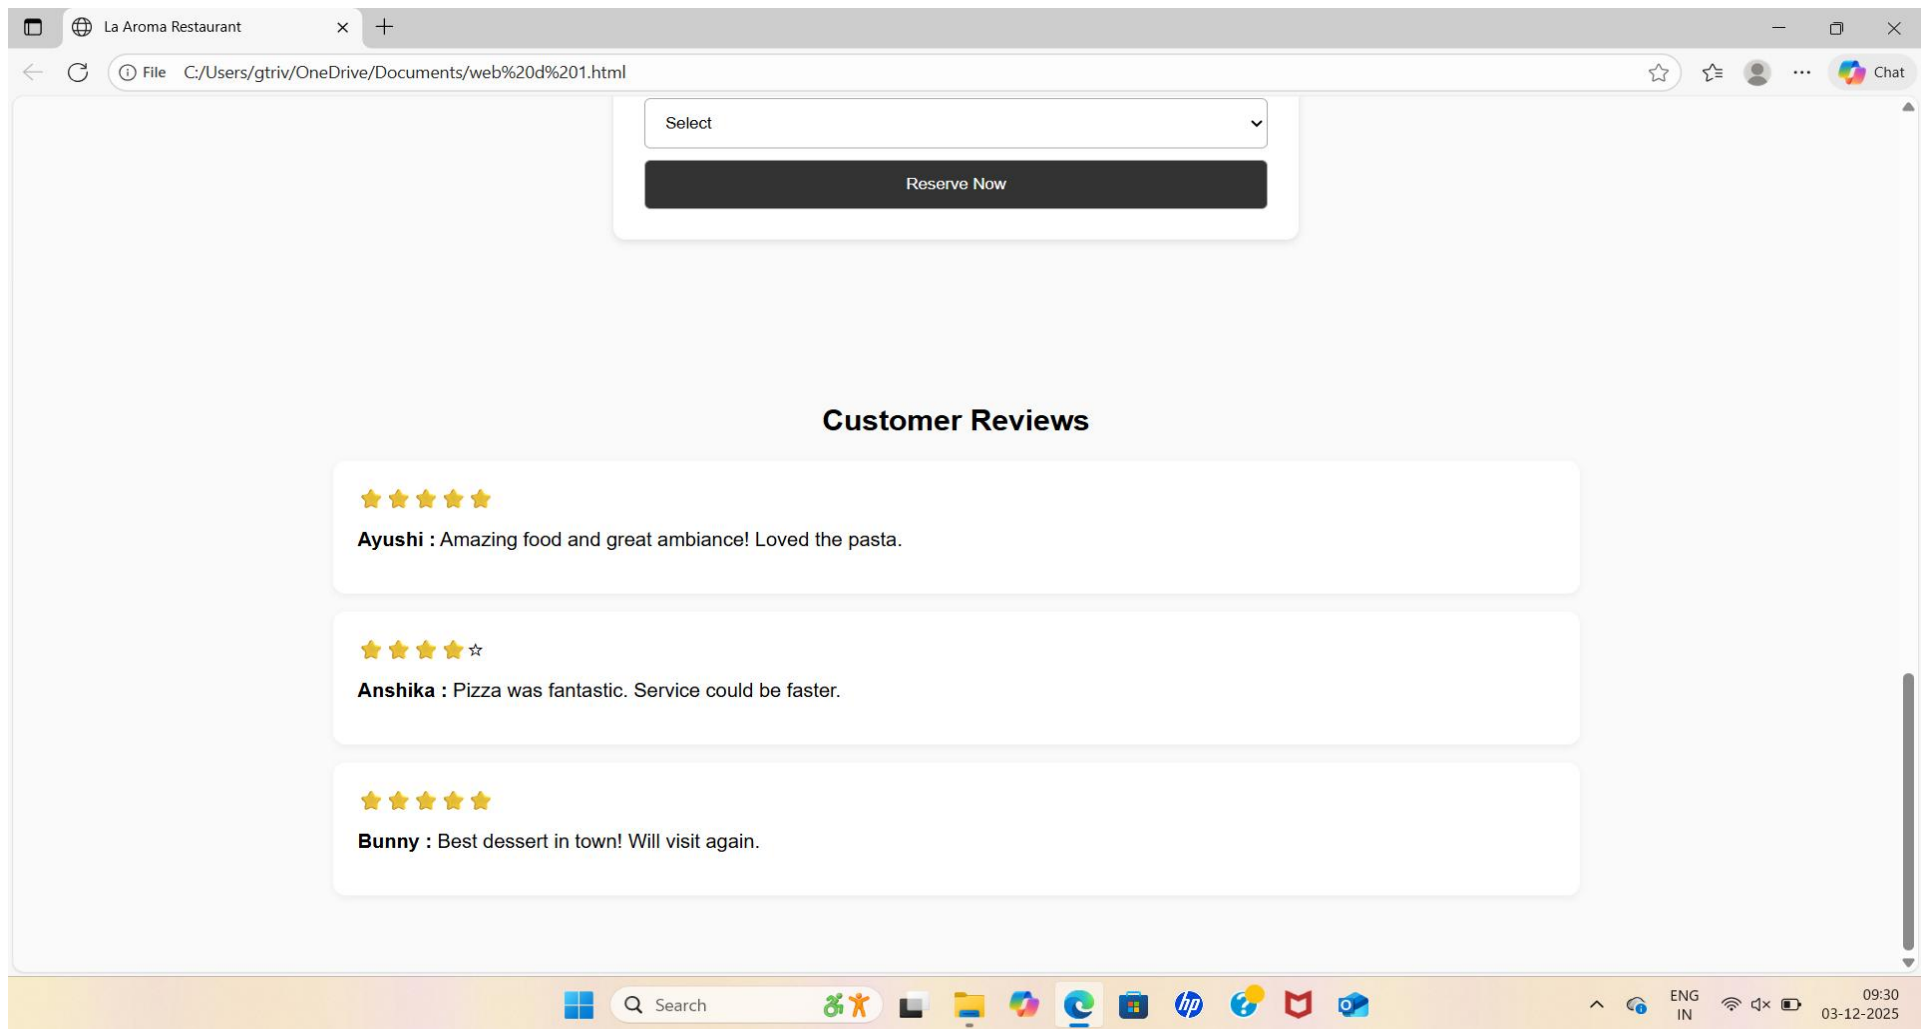 La Aroma Restaurant
File C:/Users/gtriv/OneDrive/Documents/web%20d%201.html
Chat
Select
Reserve Now
Customer Reviews
Ayushi : Amazing food and great ambiance! Loved the pasta.
Anshika : Pizza was fantastic. Service could be faster.
Bunny : Best dessert in town! Will visit again.
Search
hp
ENG
IN
09:30
03-12-2025